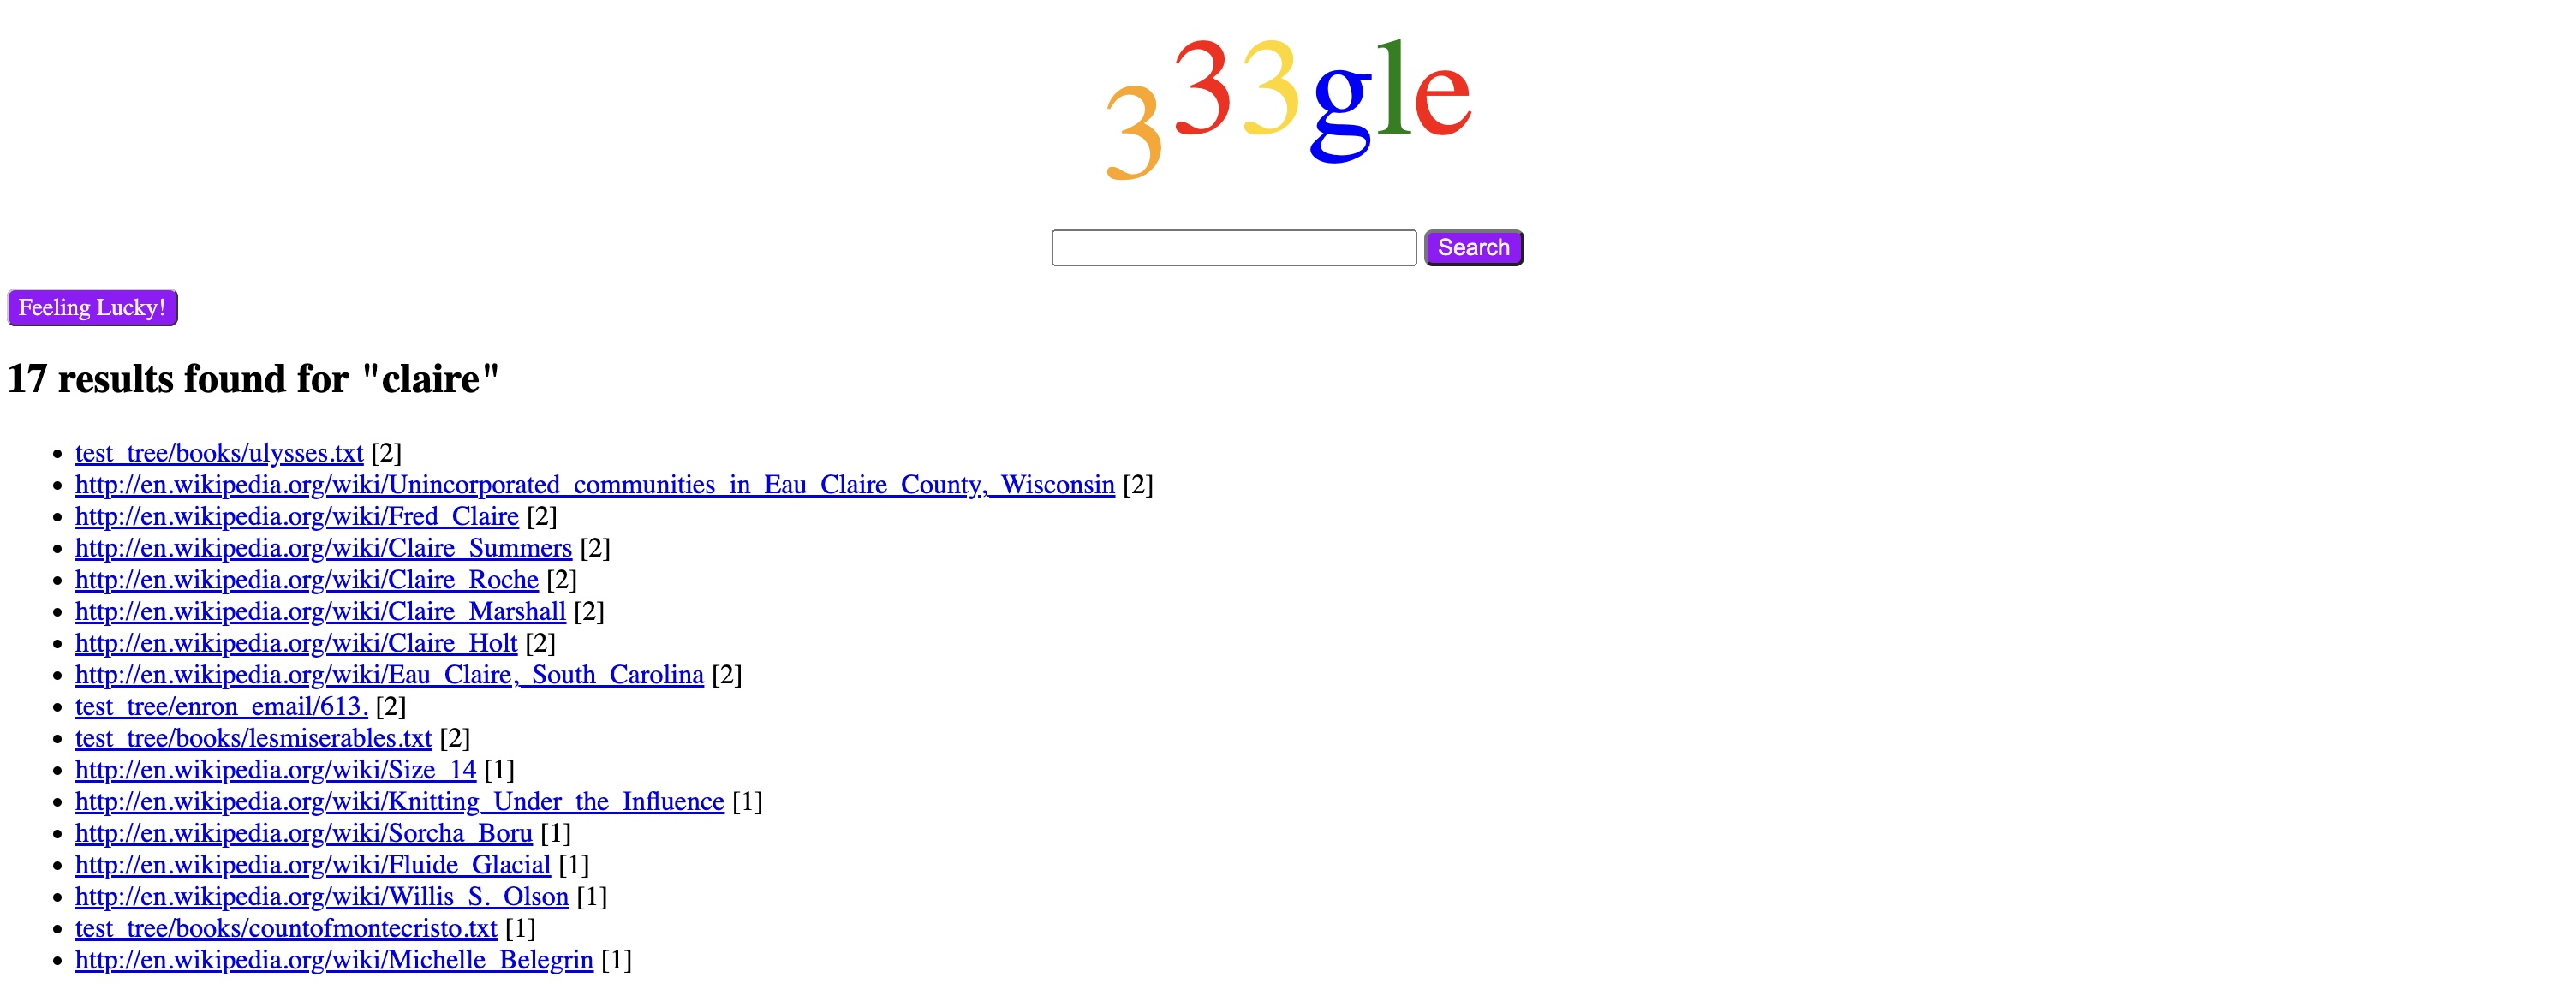 333gle
Search
Feeling Lucky!
17 results found for "claire"
test_tree/books/ulysses.txt [2]
http://en.wikipedia.org/wiki/Unincorporated_communities_in_Eau_Claire_County,_Wisconsin [2]
http://en.wikipedia.org/wiki/Fred_Claire [2]
http://en.wikipedia.org/wiki/Claire_Summers [2]
http://en.wikipedia.org/wiki/Claire_Roche [2]
http://en.wikipedia.org/wiki/Claire_Marshall [2]
http://en.wikipedia.org/wiki/Claire_Holt [2]
http://en.wikipedia.org/wiki/Eau_Claire,_South_Carolina [2]
test_tree/enron_email/613. [2]
test_tree/books/lesmiserables.txt [2]
http://en.wikipedia.org/wiki/Size_14 [1]
http://en.wikipedia.org/wiki/Knitting_Under_the_Influence [1]
http://en.wikipedia.org/wiki/Sorcha_Boru [1]
http://en.wikipedia.org/wiki/Fluide_Glacial [1]
http://en.wikipedia.org/wiki/Willis_S._Olson [1]
test_tree/books/countofmontecristo.txt [1]
http://en.wikipedia.org/wiki/Michelle_Belegrin [1]